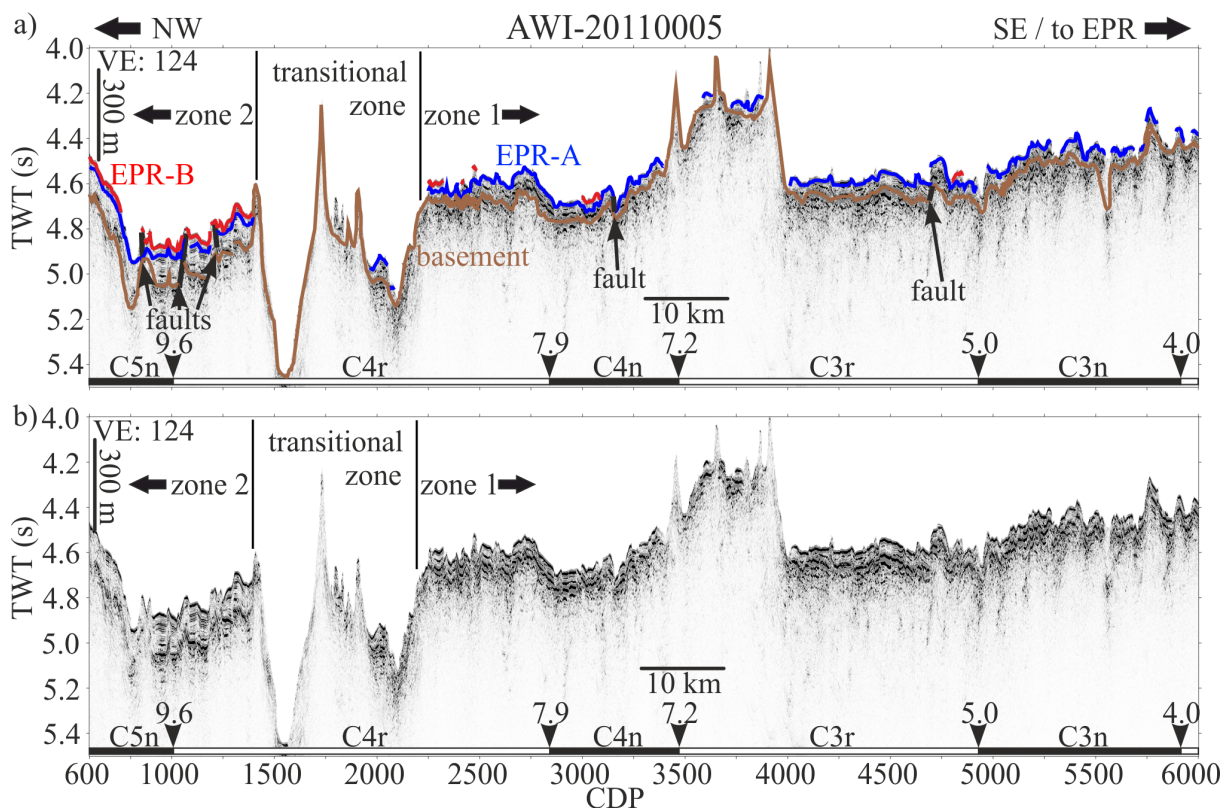 a)
NW
AWI-20110005
SE / to EPR
4.0
VE: 124
300 m
transitional
zone
zone 2
zone 1
4.2
4.4
EPR-B
EPR-A
4.6
TWT (s)
4.8
basement
5.0
faults
fault
fault
5.2
10 km
9.6
7.9
7.2
5.0
4.0
5.4
C5n
C4r
C4n
C3r
C3n
b)
4.0
VE: 124
300 m
transitional
zone
zone 2
zone 1
4.2
4.4
4.6
TWT (s)
4.8
5.0
10 km
5.2
9.6
7.9
7.2
5.0
4.0
5.4
C5n
C4r
C4n
C3r
C3n
600 1000 1500 2000 2500 3000 3500 4000 4500 5000 5500 6000
CDP